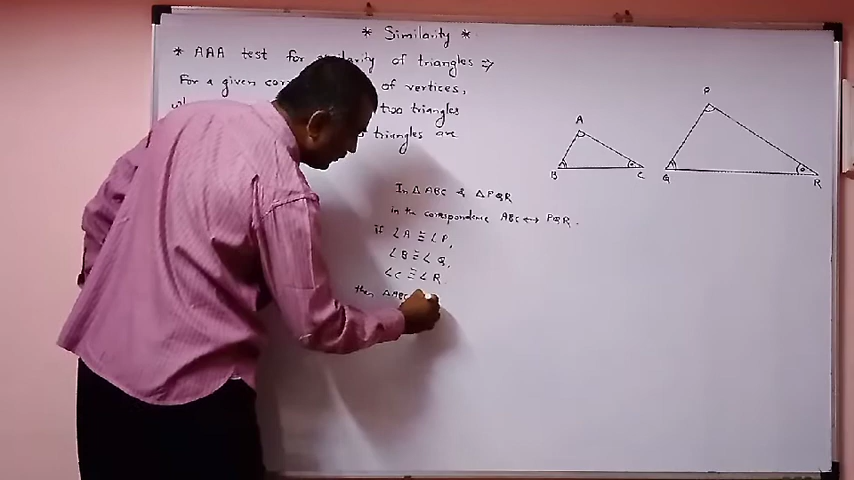 * Similarity *
* AAA test for of triangles ⇒
For a given of vertices,
two triangles
triangles are
In △ ABC & △ PQR
in the correspondence ABC ↔ PQR.
if ∠A ≅ ∠P,
∠B ≅ ∠Q,
∠C ≅ ∠R
then △ABC
P
A
B
C
Q
R